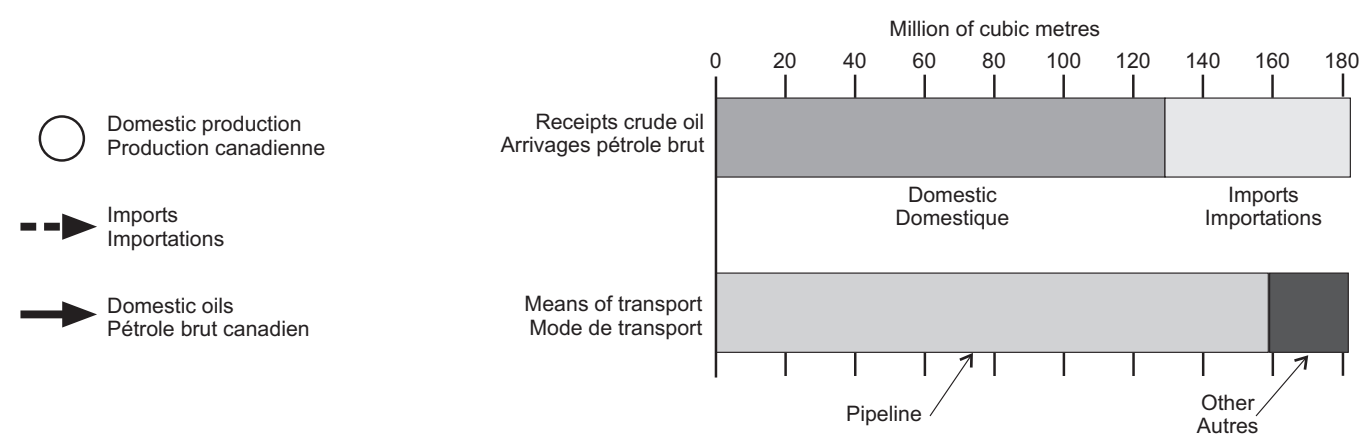 Million of cubic metres
0 20 40 60 80 100 120 140 160 180
Domestic production
Production canadienne
Imports
Importations
Domestic oils
Pétrole brut canadien
Receipts crude oil
Arrivages pétrole brut
Domestic
Domestique
Imports
Importations
Means of transport
Mode de transport
Pipeline
Other
Autres